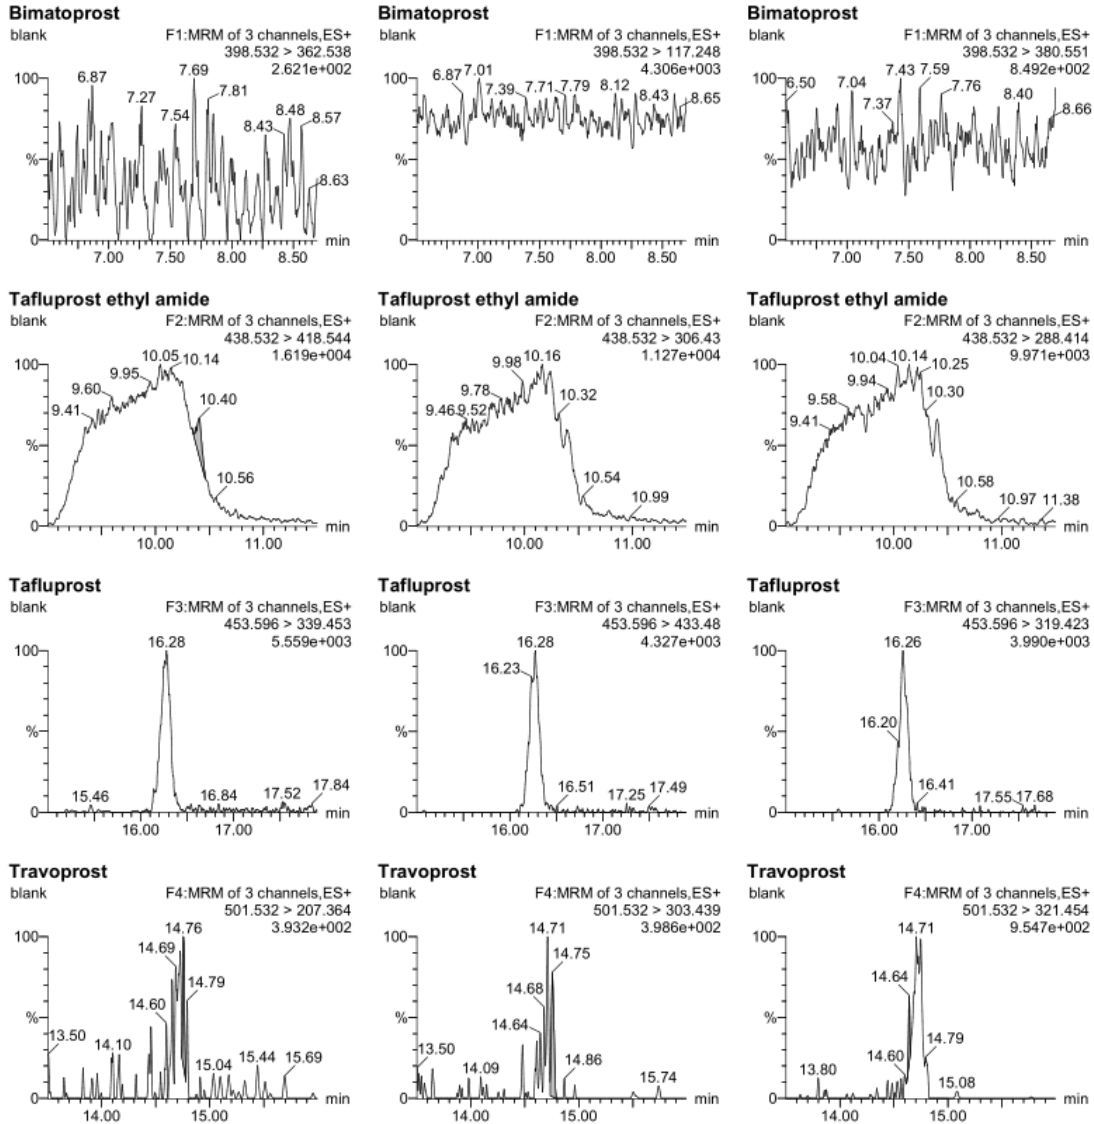 Bimatoprost
blank
F1:MRM of 3 channels,ES+
398.532 > 362.538
2.621e+002
100
%
0
6.87
7.27
7.54
7.69
7.81
8.43
8.48
8.57
8.63
7.00 7.50 8.00 8.50 min
Bimatoprost
blank
F1:MRM of 3 channels,ES+
398.532 > 117.248
4.306e+003
100
%
0
6.87
7.01
7.39
7.71
7.79
8.12
8.43
8.65
7.00 7.50 8.00 8.50 min
Bimatoprost
blank
F1:MRM of 3 channels,ES+
398.532 > 380.551
8.492e+002
100
%
0
6.50
7.04
7.37
7.43
7.59
7.76
8.40
8.66
7.00 7.50 8.00 8.50 min
Tafluprost ethyl amide
blank
F2:MRM of 3 channels,ES+
438.532 > 418.544
1.619e+004
100
%
0
9.41
9.60
9.95
10.05
10.14
10.40
10.56
10.00 11.00 min
Tafluprost ethyl amide
blank
F2:MRM of 3 channels,ES+
438.532 > 306.43
1.127e+004
100
%
0
9.46
9.52
9.78
9.98
10.16
10.32
10.54
10.99
10.00 11.00 min
Tafluprost ethyl amide
blank
F2:MRM of 3 channels,ES+
438.532 > 288.414
9.971e+003
100
%
0
9.41
9.58
9.94
10.04
10.14
10.25
10.30
10.58
10.97
11.38
10.00 11.00 min
Tafluprost
blank
F3:MRM of 3 channels,ES+
453.596 > 339.453
5.559e+003
100
%
0
15.46
16.28
16.84
17.52
17.84
16.00 17.00 min
Tafluprost
blank
F3:MRM of 3 channels,ES+
453.596 > 433.48
4.327e+003
100
%
0
16.23
16.28
16.51
17.25
17.49
16.00 17.00 min
Tafluprost
blank
F3:MRM of 3 channels,ES+
453.596 > 319.423
3.990e+003
100
%
0
16.20
16.26
16.41
17.55
17.68
16.00 17.00 min
Travoprost
blank
F4:MRM of 3 channels,ES+
501.532 > 207.364
3.932e+002
100
%
0
13.50
14.10
14.60
14.69
14.76
14.79
15.04
15.44
15.69
14.00 15.00 min
Travoprost
blank
F4:MRM of 3 channels,ES+
501.532 > 303.439
3.986e+002
100
%
0
13.50
14.09
14.64
14.68
14.71
14.75
14.86
15.74
14.00 15.00 min
Travoprost
blank
F4:MRM of 3 channels,ES+
501.532 > 321.454
9.547e+002
100
%
0
13.80
14.60
14.64
14.71
14.79
15.08
14.00 15.00 min